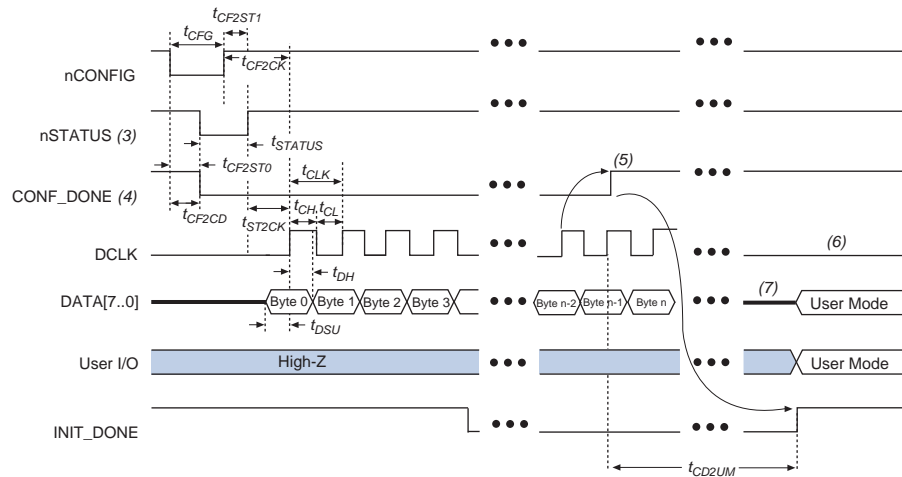 tCF2ST1
tCFG
tCF2CK
nCONFIG
nSTATUS (3)
tSTATUS
tCF2ST0
tCLK
(5)
CONF_DONE (4)
tCF2CD
tST2CK
tCH
tCL
DCLK
(6)
tDH
DATA[7..0]
Byte 0
Byte 1
Byte 2
Byte 3
Byte n-2
Byte n-1
Byte n
(7)
User Mode
tDSU
User I/O
High-Z
User Mode
INIT_DONE
tCD2UM